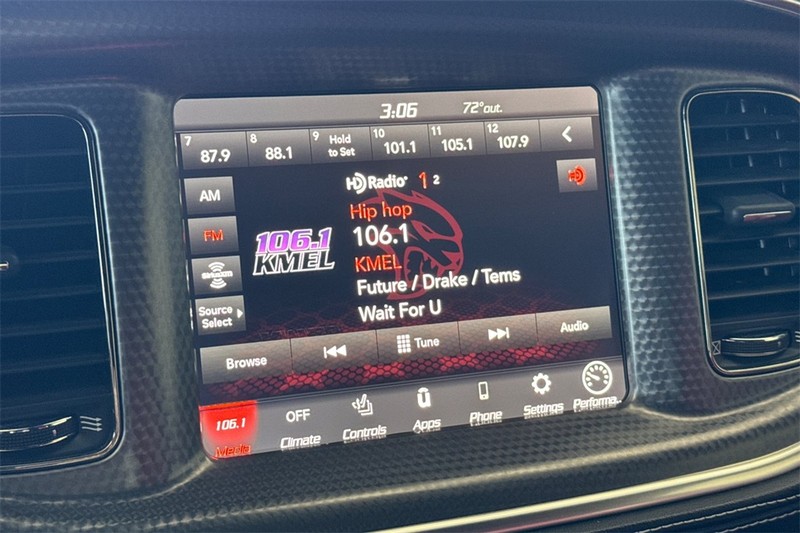 3:06 72°out.
7 87.9 8 88.1 9 Hold to Set 10 101.1 11 105.1 12 107.9
HD Radio 1 2
AM
Hip hop
FM
106.1
KMEL
106.1
KMEL
SiriusXM
Future / Drake / Tems
Source Select
Wait For U
Browse Tune Audio
106.1 OFF
Media Climate Controls Apps Phone Settings Performa..